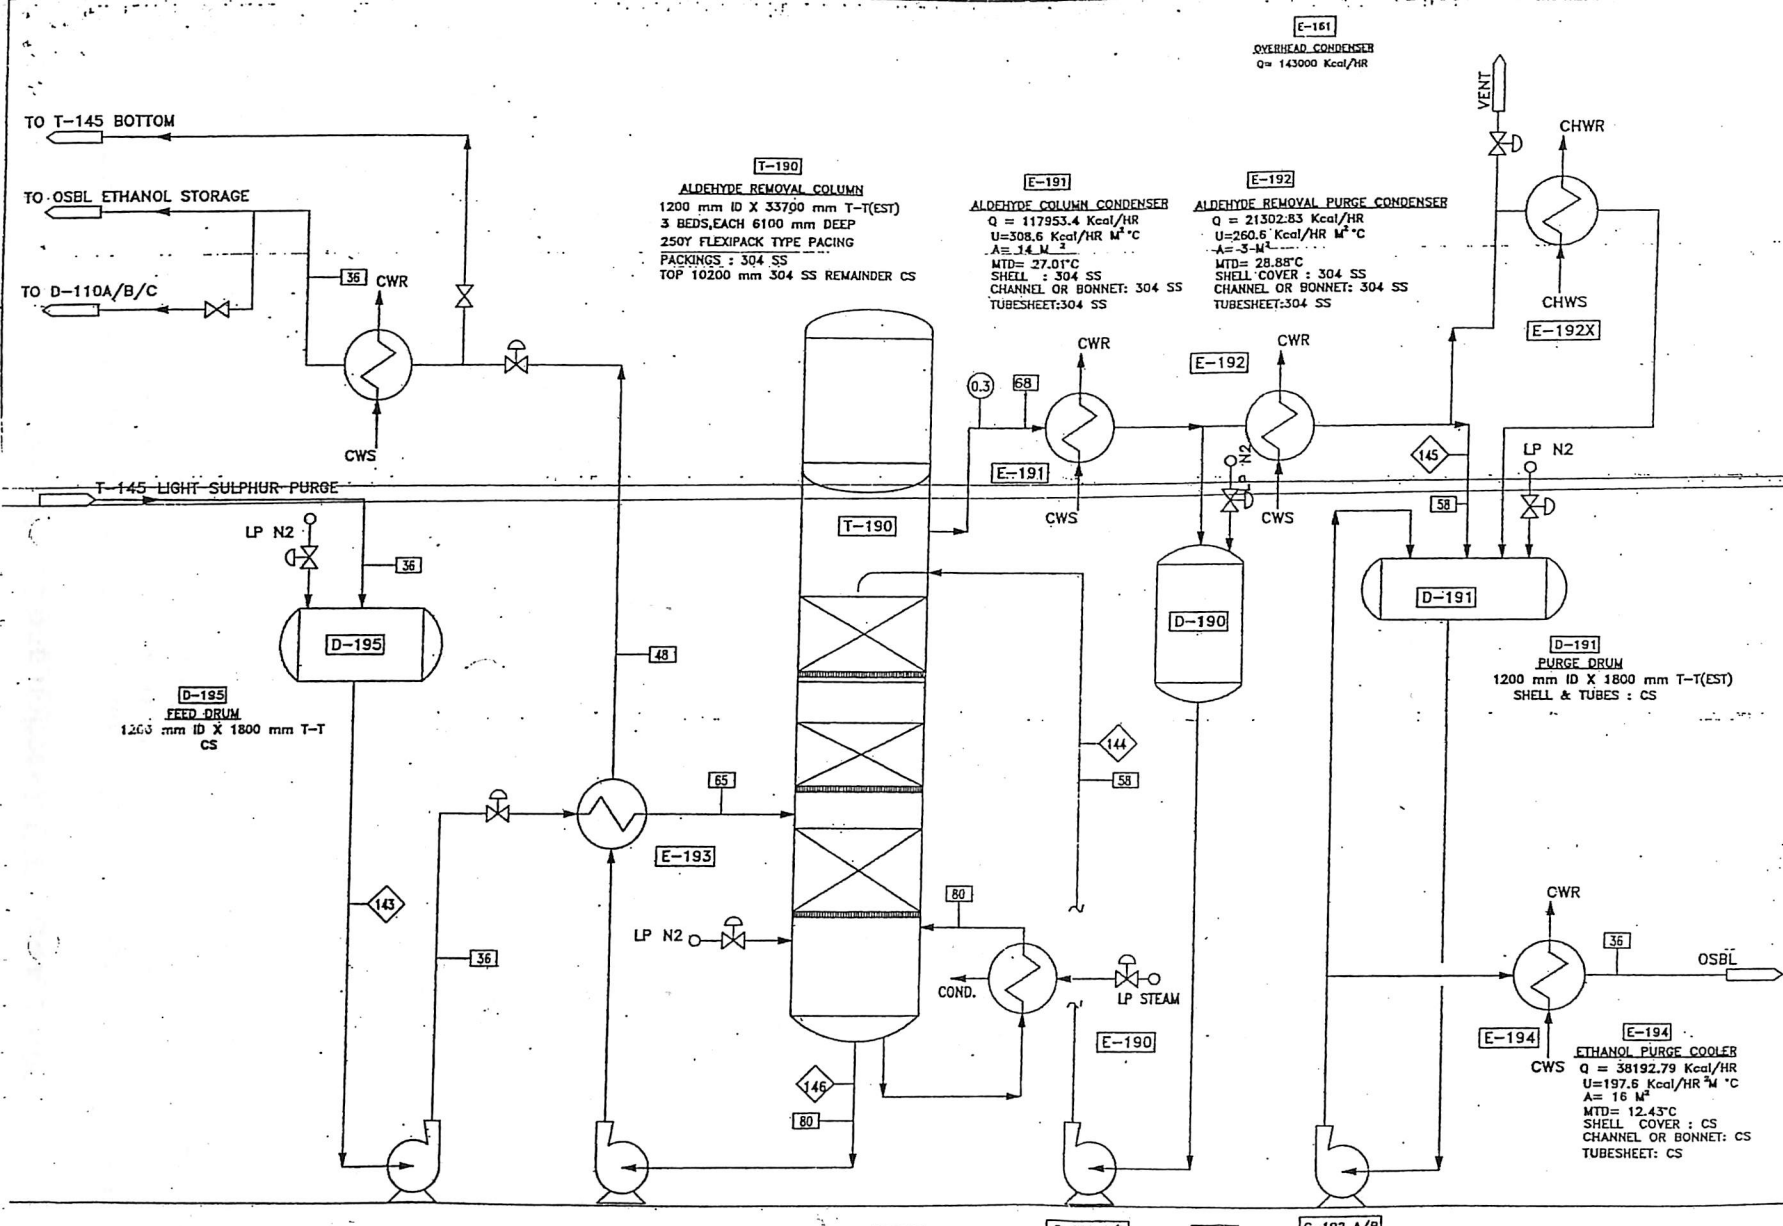 E-161
OVERHEAD CONDENSER
Q= 143000 Kcal/HR
VENT
CHWR
CHWS
E-192X
TO T-145 BOTTOM
TO OSBL ETHANOL STORAGE
TO D-110A/B/C
36
CWR
CWS
T-190
ALDEHYDE REMOVAL COLUMN
1200 mm ID X 33700 mm T-T(EST)
3 BEDS,EACH 6100 mm DEEP
250Y FLEXIPACK TYPE PACING
PACKINGS : 304 SS
TOP 10200 mm 304 SS REMAINDER CS
E-191
ALDEHYDE COLUMN CONDENSER
Q = 117953.4 Kcal/HR
U=308.6 Kcal/HR M² °C
A= 14 M²
MTD= 27.01°C
SHELL : 304 SS
CHANNEL OR BONNET: 304 SS
TUBESHEET:304 SS
E-192
ALDEHYDE REMOVAL PURGE CONDENSER
Q = 21302.83 Kcal/HR
U=260.6 Kcal/HR M² °C
A= 3 M²
MTD= 28.88°C
SHELL COVER : 304 SS
CHANNEL OR BONNET: 304 SS
TUBESHEET:304 SS
0.3
68
CWR
E-191
CWS
E-192
CWR
CWS
LP N2
145
58
LP N2
T-145 LIGHT SULPHUR PURGE
LP N2
36
D-195
D-195
FEED DRUM
1200 mm ID X 1800 mm T-T
CS
T-190
D-190
D-191
D-191
PURGE DRUM
1200 mm ID X 1800 mm T-T(EST)
SHELL & TUBES : CS
48
144
58
65
E-193
143
36
LP N2
80
COND.
LP STEAM
E-190
146
80
CWR
36
OSBL
E-194
CWS
E-194
ETHANOL PURGE COOLER
Q = 38192.79 Kcal/HR
U=197.6 Kcal/HR ²M °C
A= 16 M²
MTD= 12.43°C
SHELL COVER : CS
CHANNEL OR BONNET: CS
TUBESHEET: CS